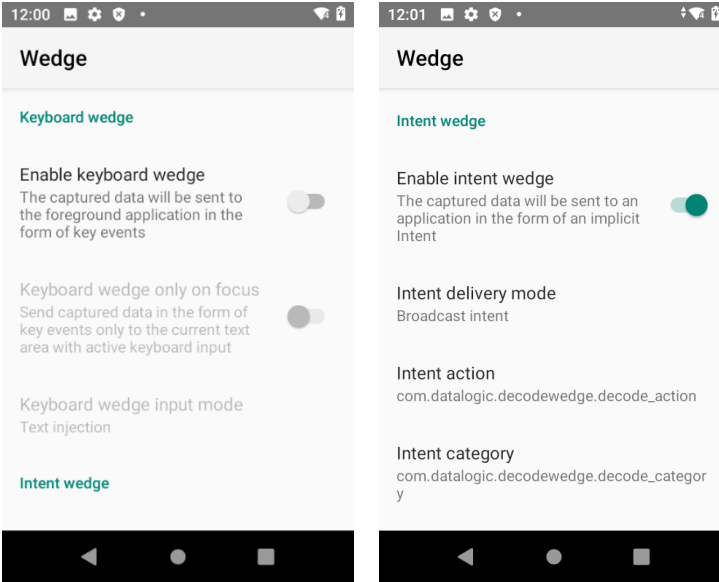 12:00
Wedge
Keyboard wedge
Enable keyboard wedge
The captured data will be sent to
the foreground application in the
form of key events
Keyboard wedge only on focus
Send captured data in the form of
key events only to the current text
area with active keyboard input
Keyboard wedge input mode
Text injection
Intent wedge
12:01
Wedge
Intent wedge
Enable intent wedge
The captured data will be sent to an
application in the form of an implicit
Intent
Intent delivery mode
Broadcast intent
Intent action
com.datalogic.decodewedge.decode_action
Intent category
com.datalogic.decodewedge.decode_categor
y